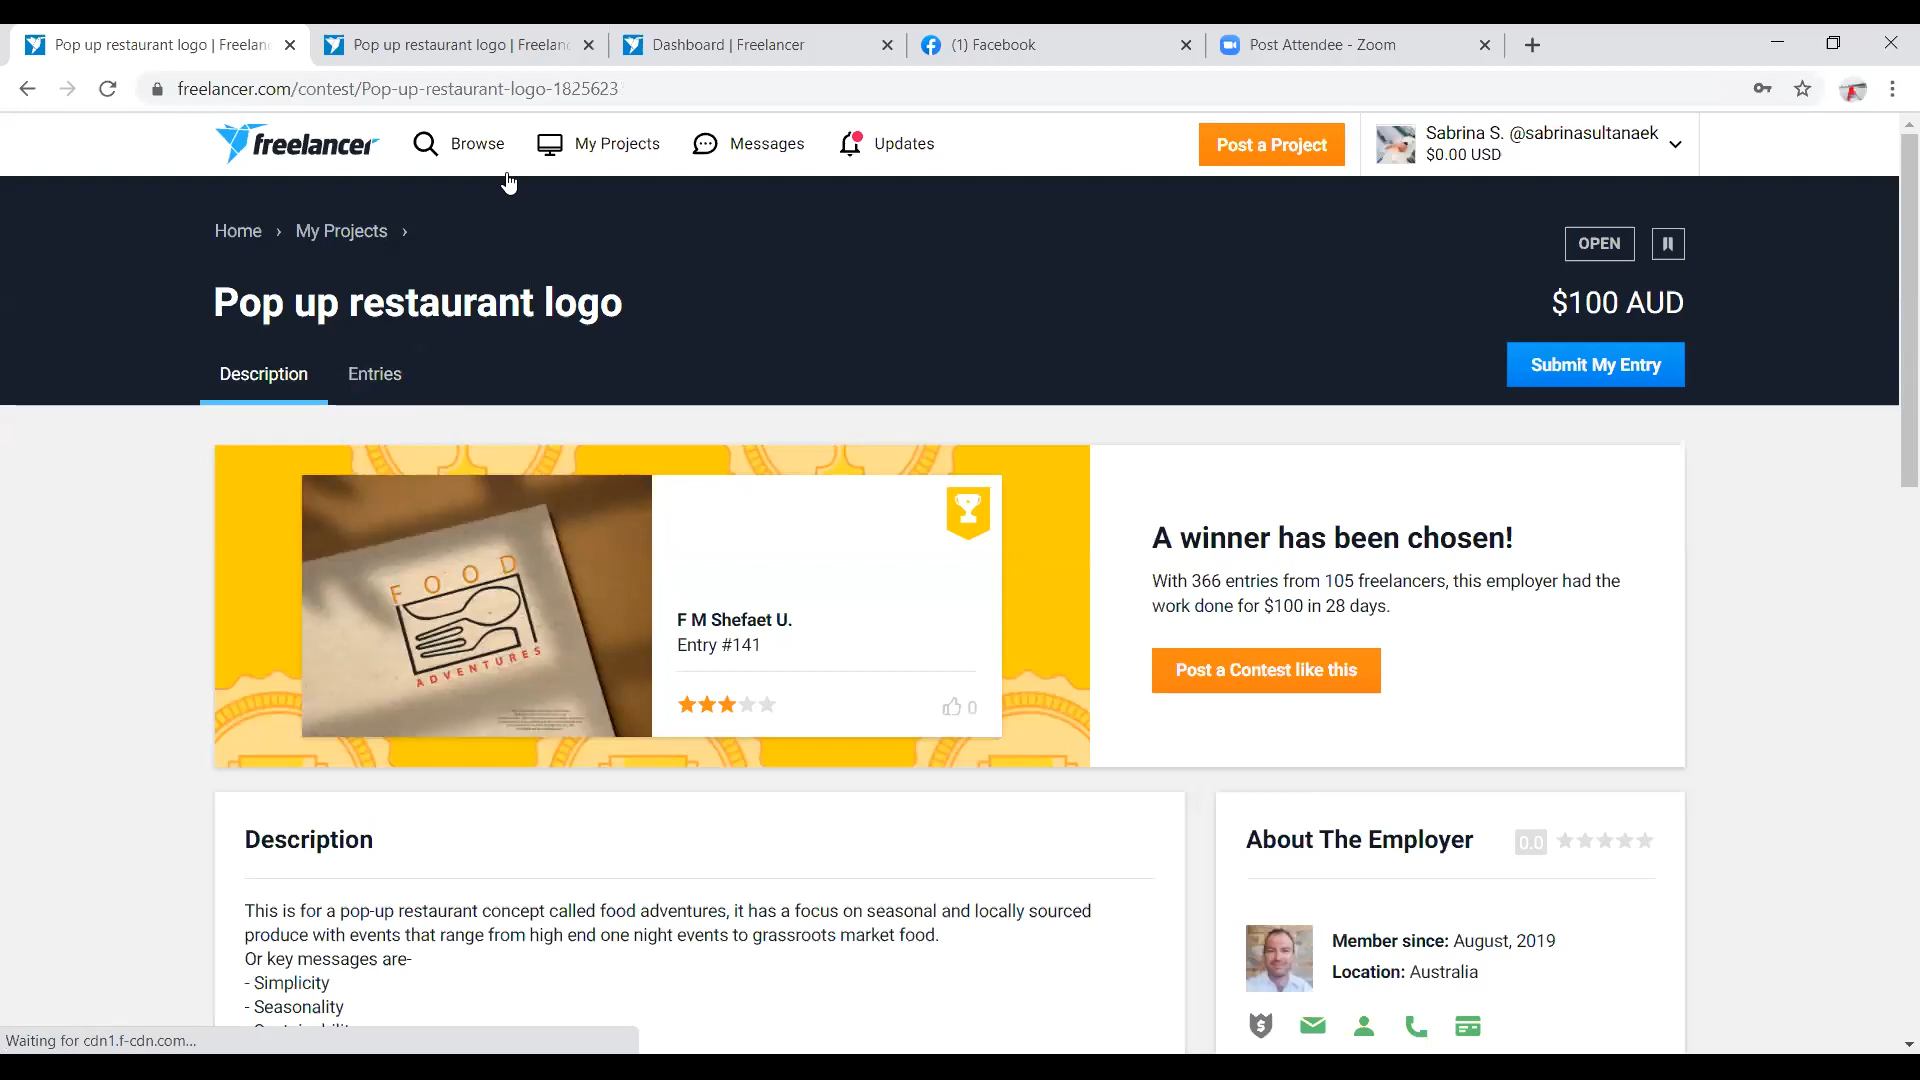 Pop up restaurant logo | Freelan
Pop up restaurant logo | Freelanc
Dashboard | Freelancer
(1) Facebook
Post Attendee - Zoom
freelancer.com/contest/Pop-up-restaurant-logo-1825623
freelancer
Browse
My Projects
Messages
Updates
Post a Project
Sabrina S. @sabrinasultanaek
$0.00 USD
Home › My Projects ›
OPEN
Pop up restaurant logo
$100 AUD
Description
Entries
Submit My Entry
FOOD
ADVENTURES
F M Shefaet U.
Entry #141
0
A winner has been chosen!
With 366 entries from 105 freelancers, this employer had the
work done for $100 in 28 days.
Post a Contest like this
Description
This is for a pop-up restaurant concept called food adventures, it has a focus on seasonal and locally sourced
produce with events that range from high end one night events to grassroots market food.
Or key messages are-
- Simplicity
- Seasonality
About The Employer
0.0
Member since: August, 2019
Location: Australia
Waiting for cdn1.f-cdn.com...